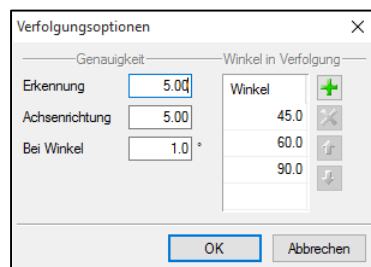 Verfolgungsoptionen
Genauigkeit
Erkennung 5.00
Achsenrichtung 5.00
Bei Winkel 1.0 °
Winkel in Verfolgung
Winkel
45.0
60.0
90.0
OK Abbrechen